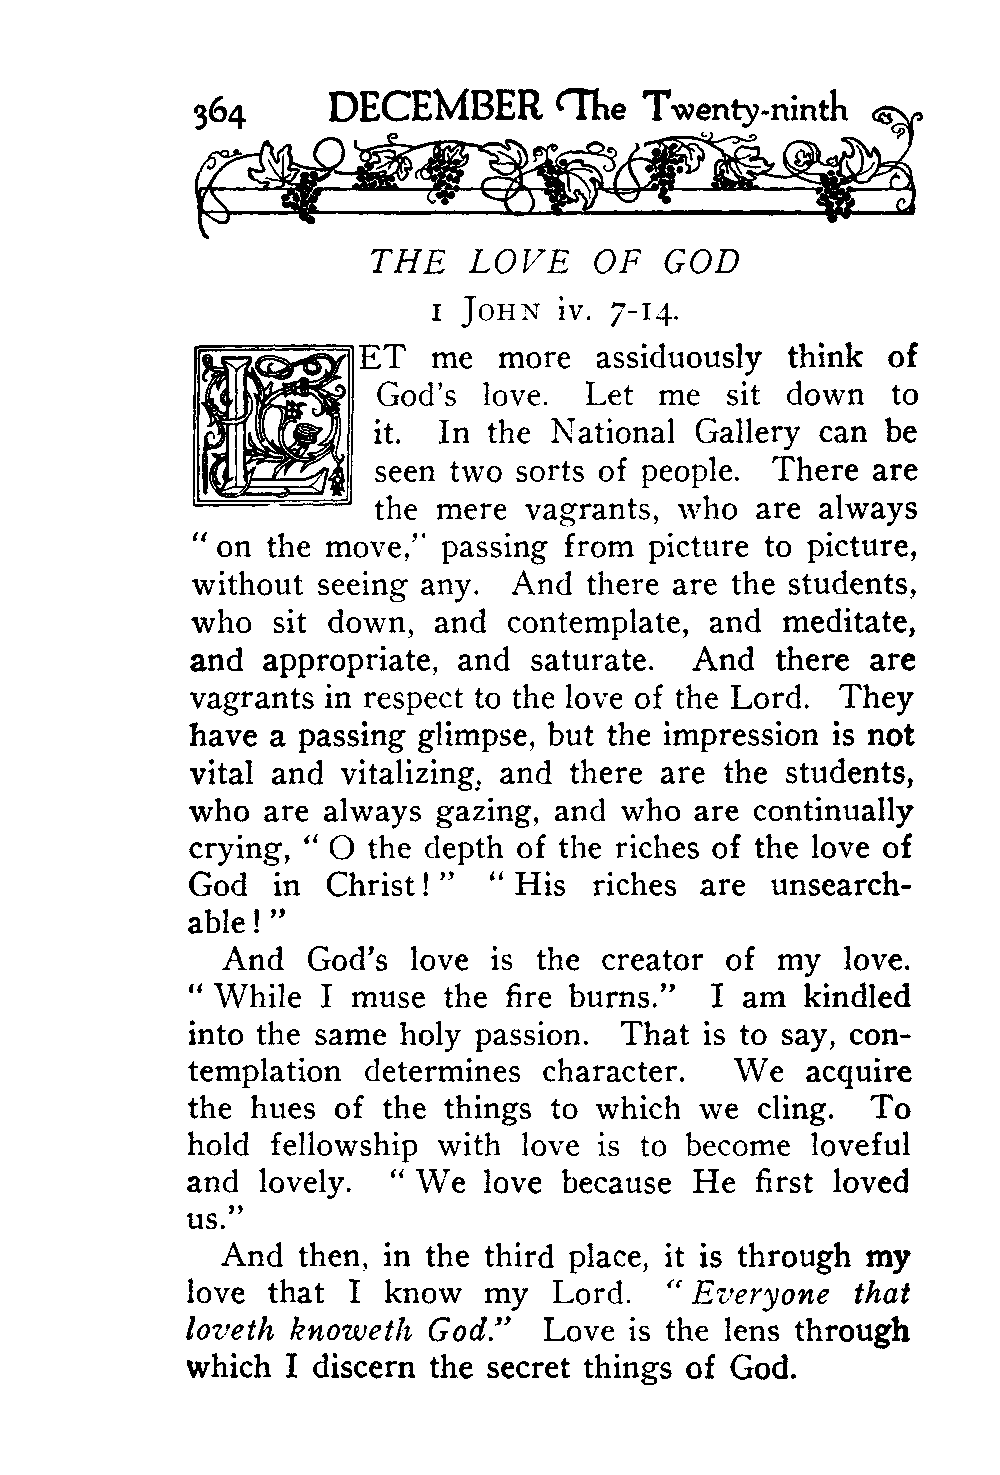 364 DECEMBER The Twenty-ninth
THE LOVE OF GOD
1 JOHN iv. 7-14.
LET me more assiduously think of
God's love. Let me sit down to
it. In the National Gallery can be
seen two sorts of people. There are
the mere vagrants, who are always
“on the move,” passing from picture to picture,
without seeing any. And there are the students,
who sit down, and contemplate, and meditate,
and appropriate, and saturate. And there are
vagrants in respect to the love of the Lord. They
have a passing glimpse, but the impression is not
vital and vitalizing; and there are the students,
who are always gazing, and who are continually
crying, “O the depth of the riches of the love of
God in Christ!” “His riches are unsearch-
able!”
And God's love is the creator of my love.
“While I muse the fire burns.” I am kindled
into the same holy passion. That is to say, con-
templation determines character. We acquire
the hues of the things to which we cling. To
hold fellowship with love is to become loveful
and lovely. “We love because He first loved
us.”
And then, in the third place, it is through my
love that I know my Lord. “Everyone that
loveth knoweth God.” Love is the lens through
which I discern the secret things of God.